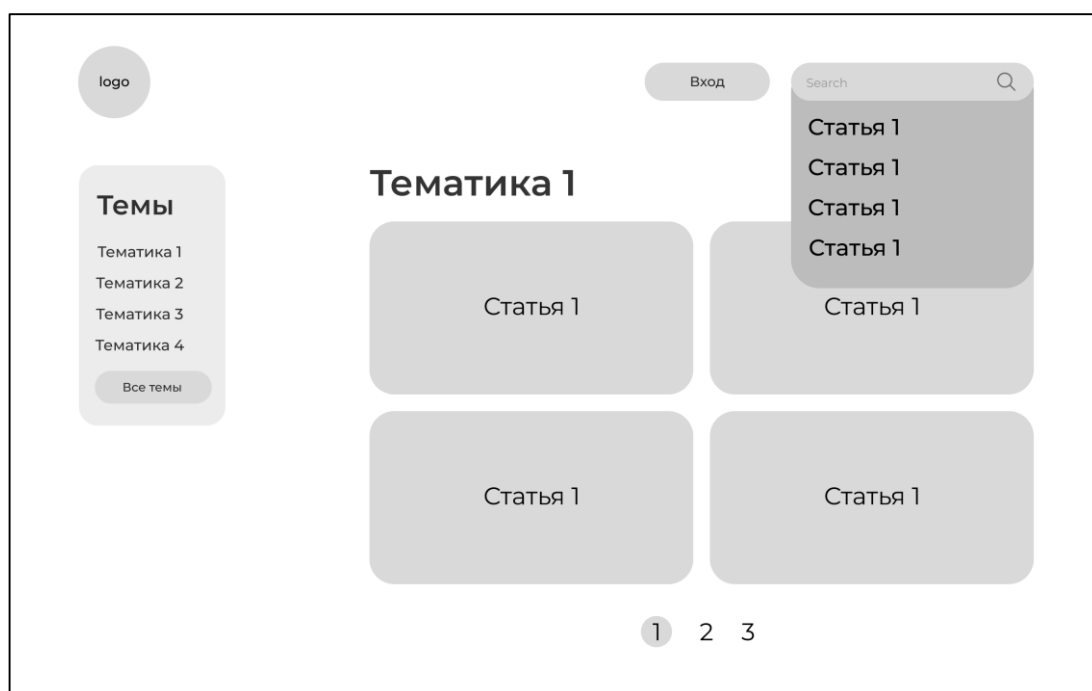 logo
Вход
Search
Статья 1
Статья 1
Статья 1
Статья 1
Темы
Тематика 1
Тематика 2
Тематика 3
Тематика 4
Все темы
Тематика 1
Статья 1
Статья 1
Статья 1
Статья 1
1 2 3